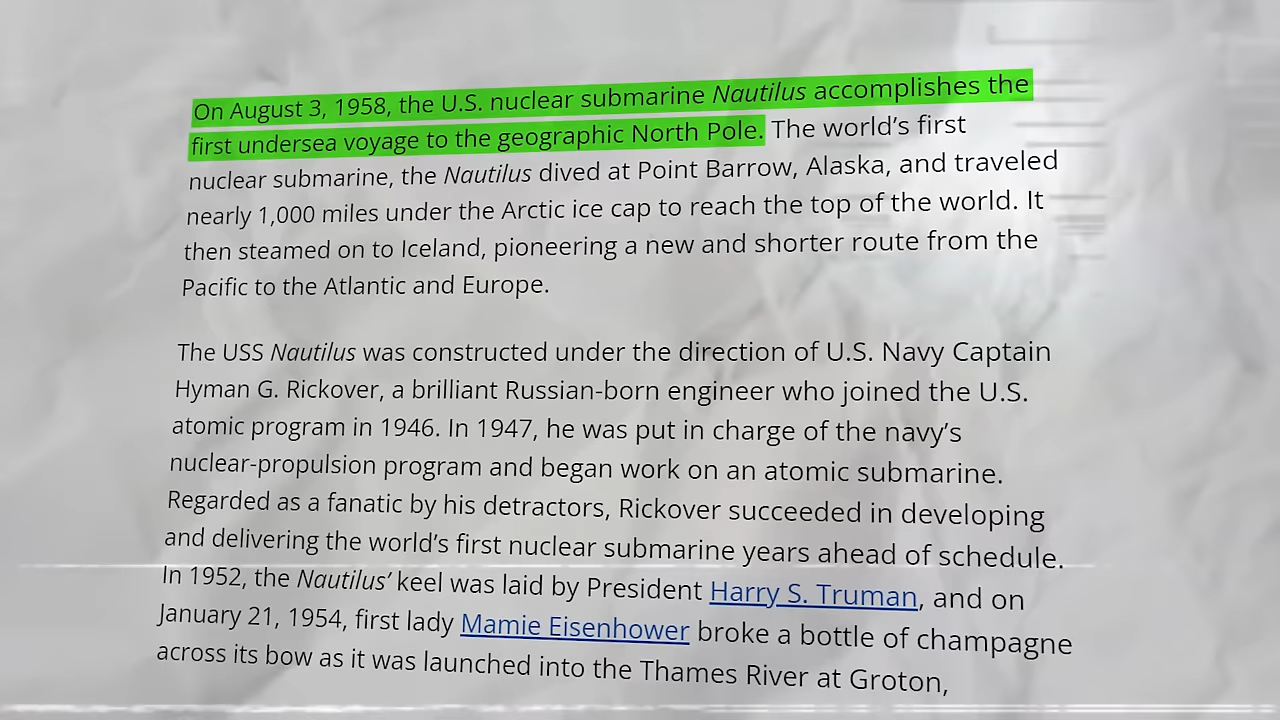 On August 3, 1958, the U.S. nuclear submarine Nautilus accomplishes the
first undersea voyage to the geographic North Pole. The world’s first
nuclear submarine, the Nautilus dived at Point Barrow, Alaska, and traveled
nearly 1,000 miles under the Arctic ice cap to reach the top of the world. It
then steamed on to Iceland, pioneering a new and shorter route from the
Pacific to the Atlantic and Europe.
The USS Nautilus was constructed under the direction of U.S. Navy Captain
Hyman G. Rickover, a brilliant Russian-born engineer who joined the U.S.
atomic program in 1946. In 1947, he was put in charge of the navy’s
nuclear-propulsion program and began work on an atomic submarine.
Regarded as a fanatic by his detractors, Rickover succeeded in developing
and delivering the world’s first nuclear submarine years ahead of schedule.
In 1952, the Nautilus’ keel was laid by President Harry S. Truman, and on
January 21, 1954, first lady Mamie Eisenhower broke a bottle of champagne
across its bow as it was launched into the Thames River at Groton,